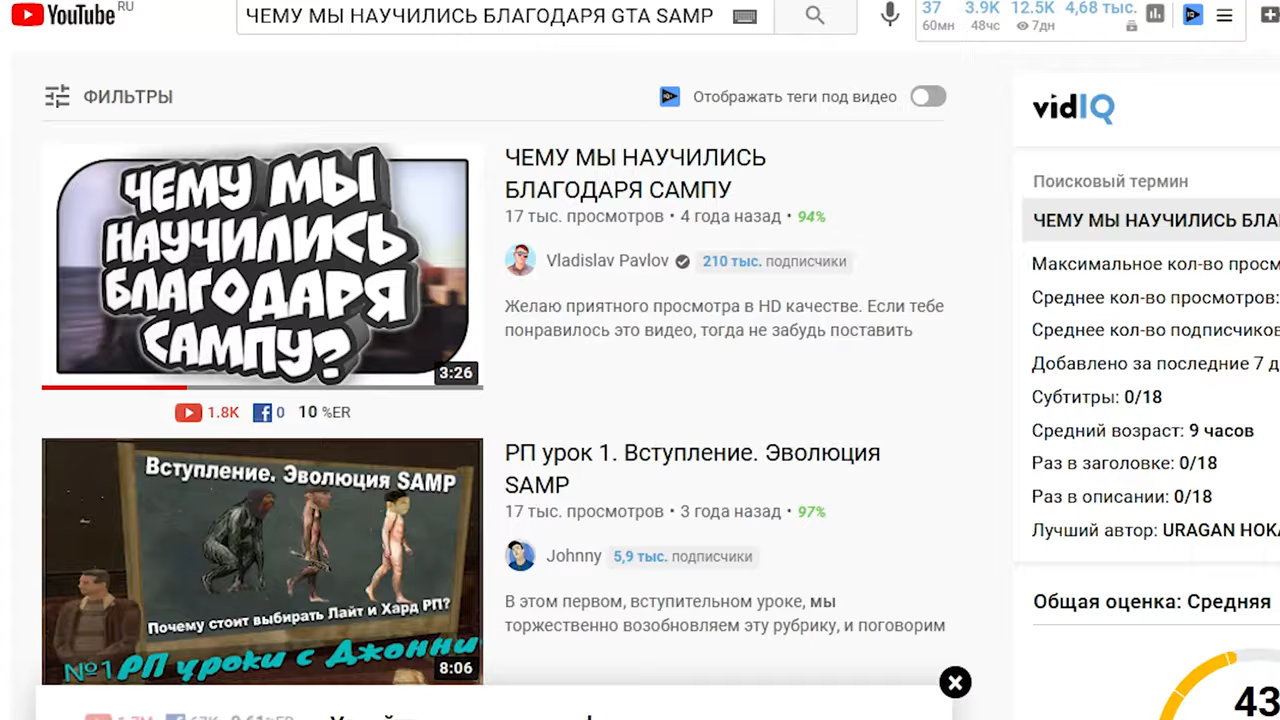 YouTube RU
ЧЕМУ МЫ НАУЧИЛИСЬ БЛАГОДАРЯ GTA SAMP
37 3.9K 12.5K 4,68 тыс.
60мн 48чс 7дн
ФИЛЬТРЫ
Отображать теги под видео
ЧЕМУ МЫ
НАУЧИЛИСЬ
БЛАГОДАРЯ
САМПУ?
3:26
1.8K 0 10 %ER
ЧЕМУ МЫ НАУЧИЛИСЬ
БЛАГОДАРЯ САМПУ
17 тыс. просмотров • 4 года назад • 94%
Vladislav Pavlov 210 тыс. подписчики
Желаю приятного просмотра в HD качестве. Если тебе
понравилось это видео, тогда не забудь поставить
Вступление. Эволюция SAMP
Почему стоит выбирать Лайт и Хард РП?
№1 РП уроки с Джонни
8:06
РП урок 1. Вступление. Эволюция
SAMP
17 тыс. просмотров • 3 года назад • 97%
Johnny 5,9 тыс. подписчики
В этом первом, вступительном уроке, мы
торжественно возобновляем эту рубрику, и поговорим
vidIQ
Поисковый термин
ЧЕМУ МЫ НАУЧИЛИСЬ БЛА
Максимальное кол-во просм
Среднее кол-во просмотров:
Среднее кол-во подписчиков
Добавлено за последние 7 д
Субтитры: 0/18
Средний возраст: 9 часов
Раз в заголовке: 0/18
Раз в описании: 0/18
Лучший автор: URAGAN HOKA
Общая оценка: Средняя
43